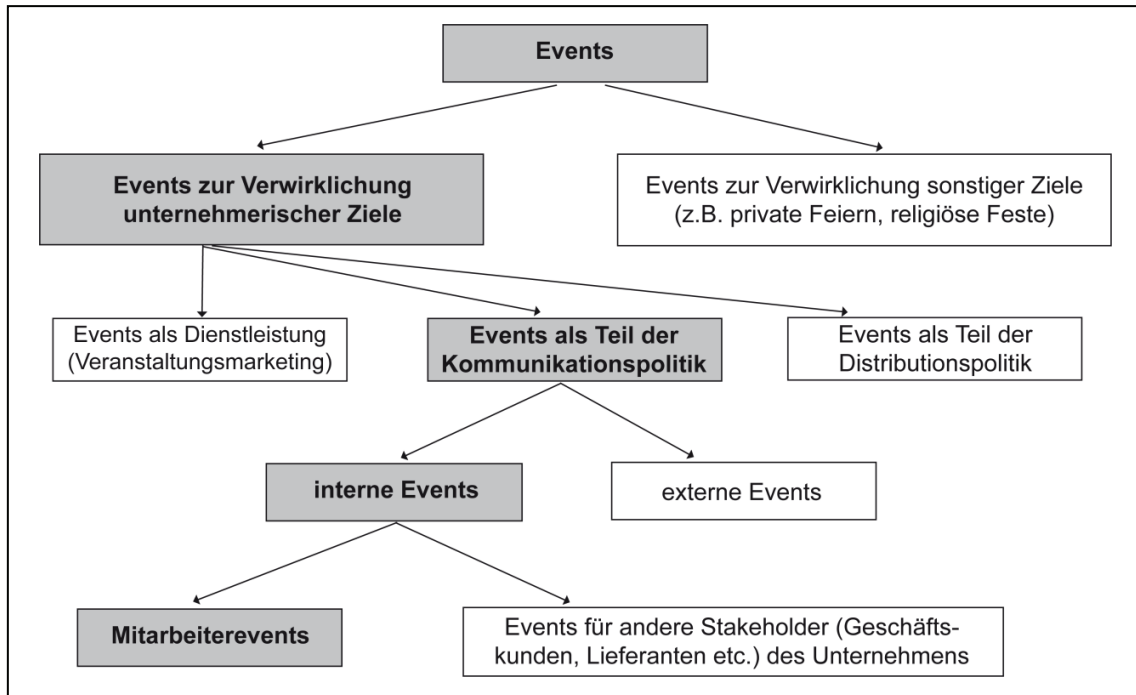 Events
Events zur Verwirklichung
unternehmerischer Ziele
Events zur Verwirklichung sonstiger Ziele
(z.B. private Feiern, religiöse Feste)
Events als Dienstleistung
(Veranstaltungsmarketing)
Events als Teil der
Kommunikationspolitik
Events als Teil der
Distributionspolitik
interne Events
externe Events
Mitarbeiterevents
Events für andere Stakeholder (Geschäfts-
kunden, Lieferanten etc.) des Unternehmens